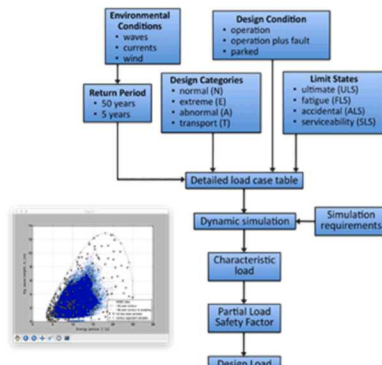 Environmental
Conditions
• waves
• currents
• wind
Design Condition
• operation
• operation plus fault
• parked
Return Period
• 50 years
• 5 years
Design Categories
• normal (N)
• extreme (E)
• abnormal (A)
• transport (T)
Limit States
• ultimate (ULS)
• fatigue (FLS)
• accidental (ALS)
• serviceability (SLS)
Detailed load case table
Dynamic simulation
Simulation
requirements
Characteristic
load
Partial Load
Safety Factor
Design Load